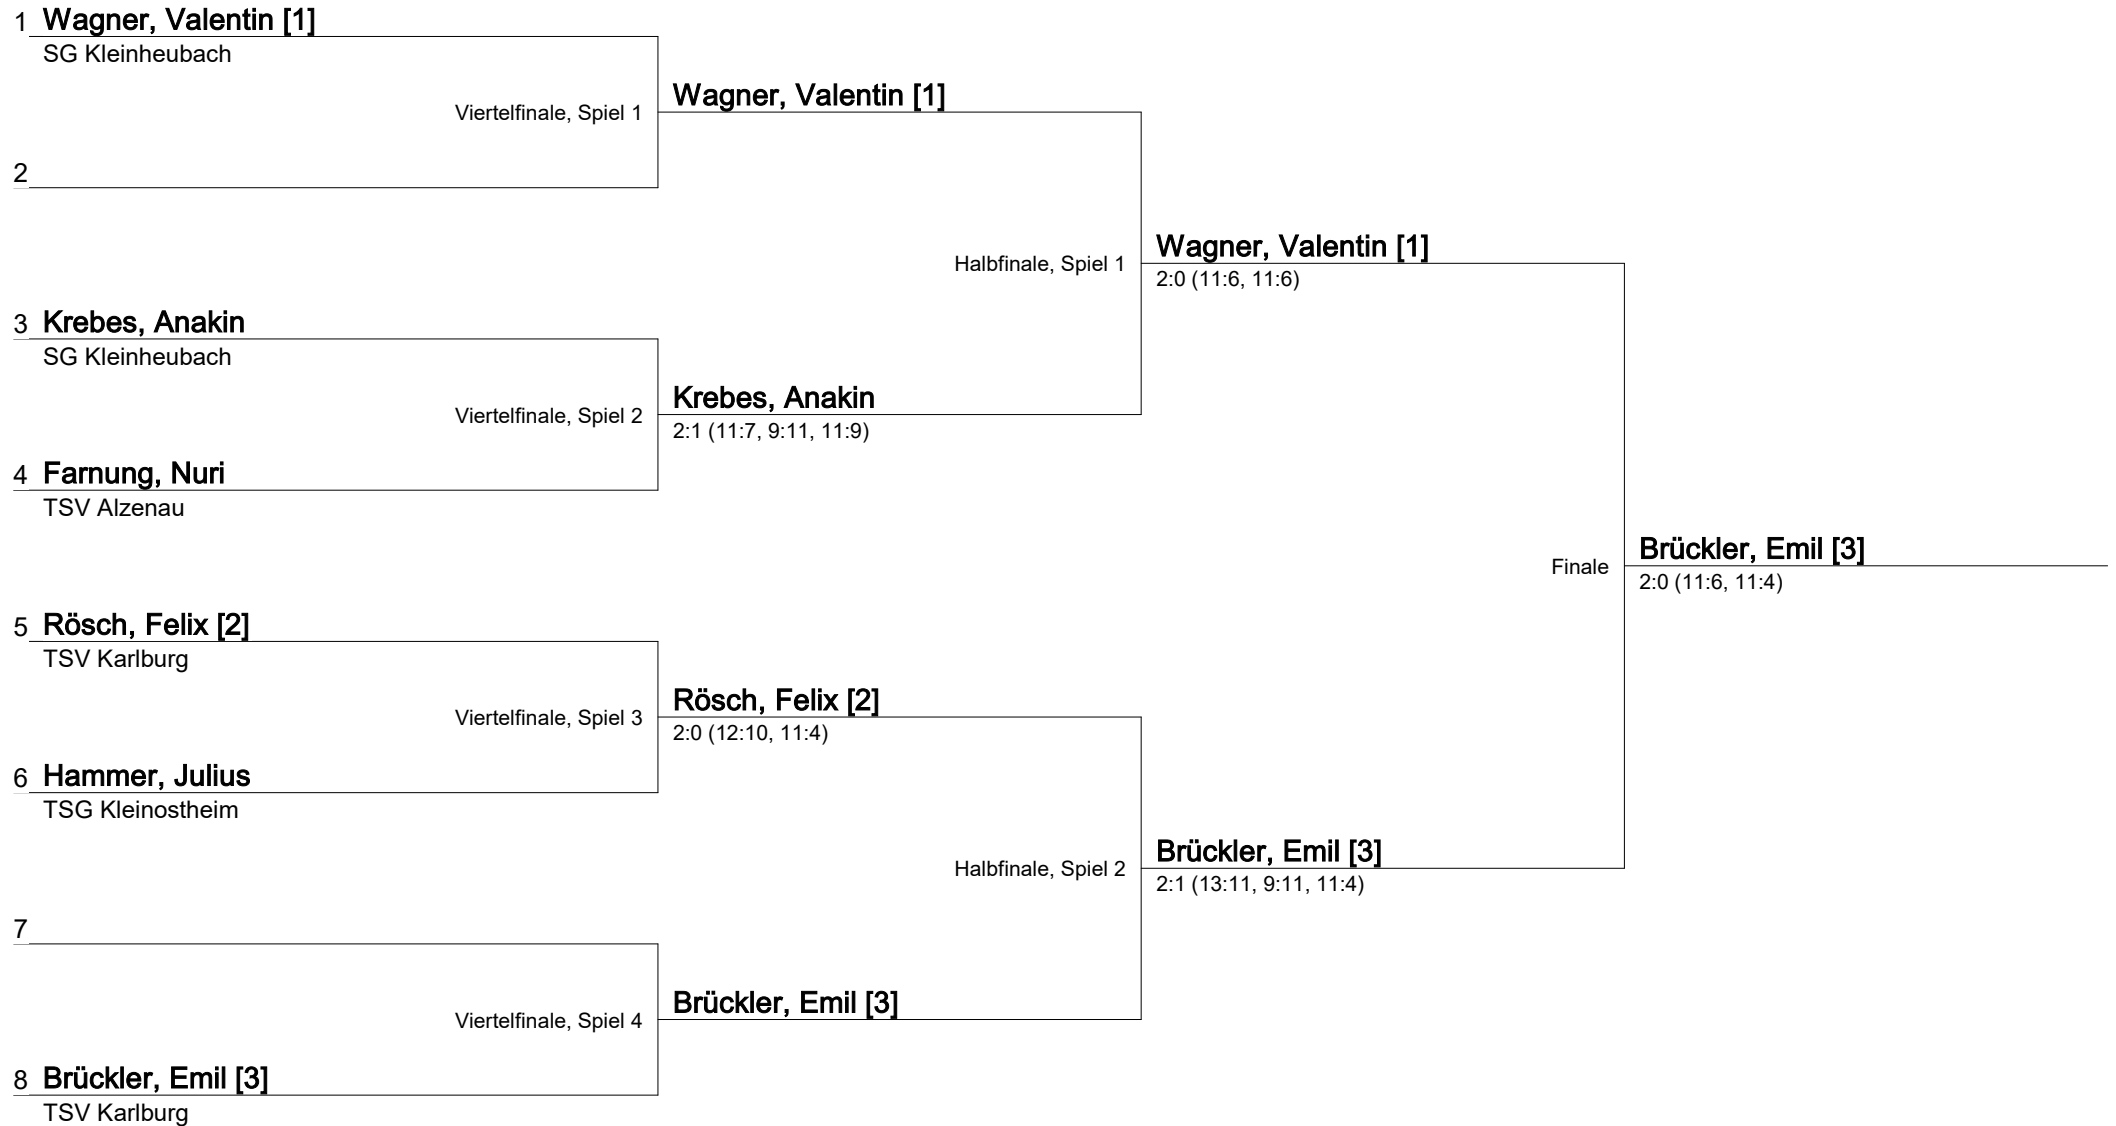 1 Wagner, Valentin [1]
SG Kleinheubach
Viertelfinale, Spiel 1
Wagner, Valentin [1]
2
Halbfinale, Spiel 1
Wagner, Valentin [1]
2:0 (11:6, 11:6)
3 Krebes, Anakin
SG Kleinheubach
Viertelfinale, Spiel 2
Krebes, Anakin
2:1 (11:7, 9:11, 11:9)
4 Farnung, Nuri
TSV Alzenau
Finale
Brückler, Emil [3]
2:0 (11:6, 11:4)
5 Rösch, Felix [2]
TSV Karlburg
Viertelfinale, Spiel 3
Rösch, Felix [2]
2:0 (12:10, 11:4)
6 Hammer, Julius
TSG Kleinostheim
Halbfinale, Spiel 2
Brückler, Emil [3]
2:1 (13:11, 9:11, 11:4)
7
Viertelfinale, Spiel 4
Brückler, Emil [3]
8 Brückler, Emil [3]
TSV Karlburg